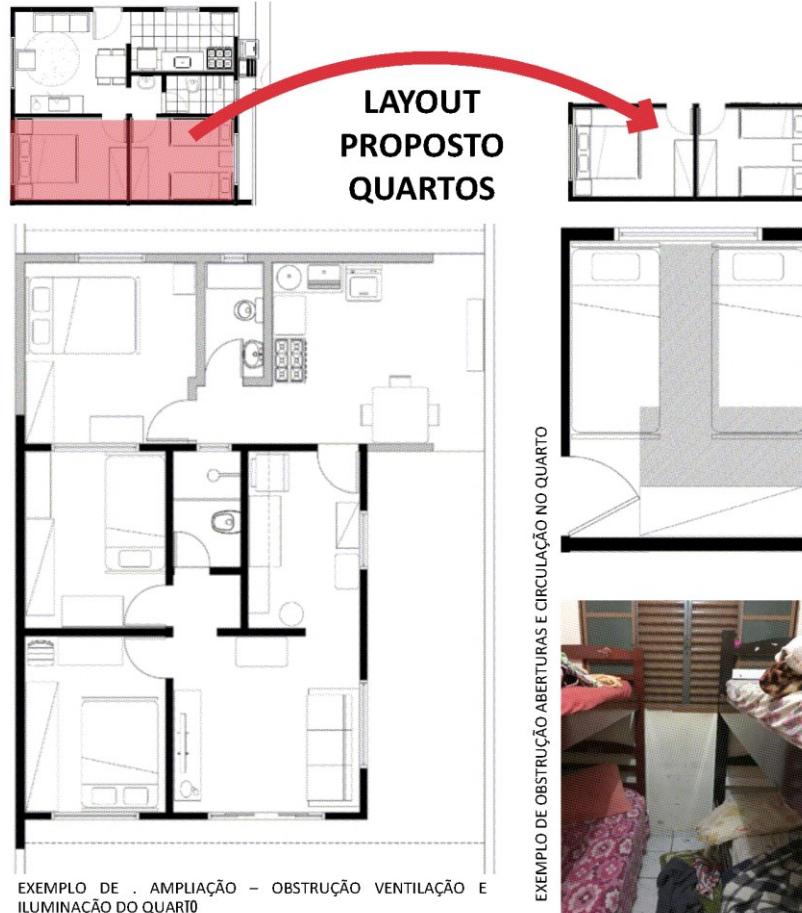 LAYOUT
PROPOSTO
QUARTOS
EXEMPLO DE OBSTRUÇÃO ABERTURAS E CIRCULAÇÃO NO QUARTO
EXEMPLO DE . AMPLIAÇÃO – OBSTRUÇÃO VENTILAÇÃO E
ILUMINAÇÃO DO QUARTO